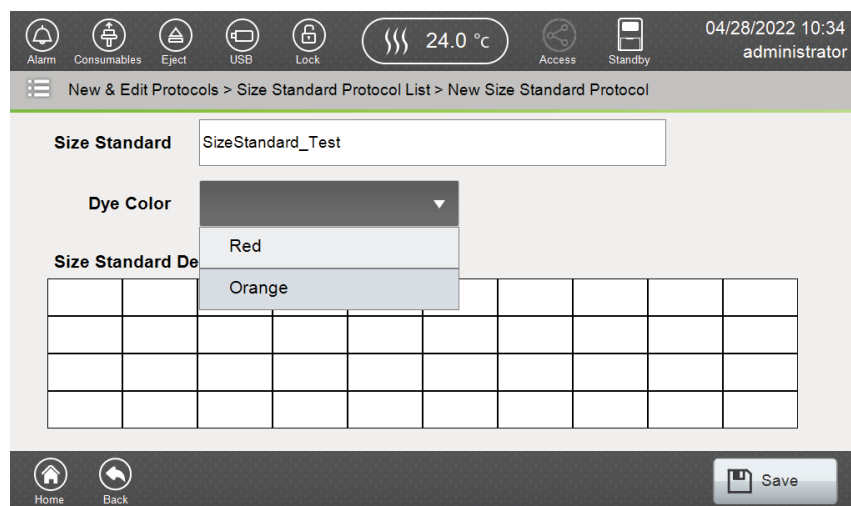 24.0 °c
04/28/2022 10:34
administrator
Alarm Consumables Eject USB Lock Access Standby
New & Edit Protocols > Size Standard Protocol List > New Size Standard Protocol
Size Standard SizeStandard_Test
Dye Color
Red
Size Standard De
Orange
Save
Home Back